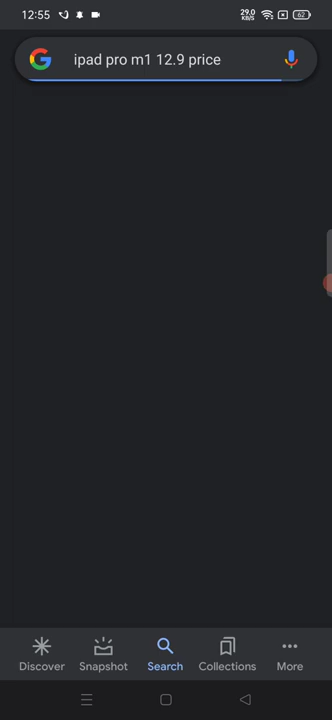 12:55
29.0
KB/S
62
ipad pro m1 12.9 price
Discover
Snapshot
Search
Collections
More